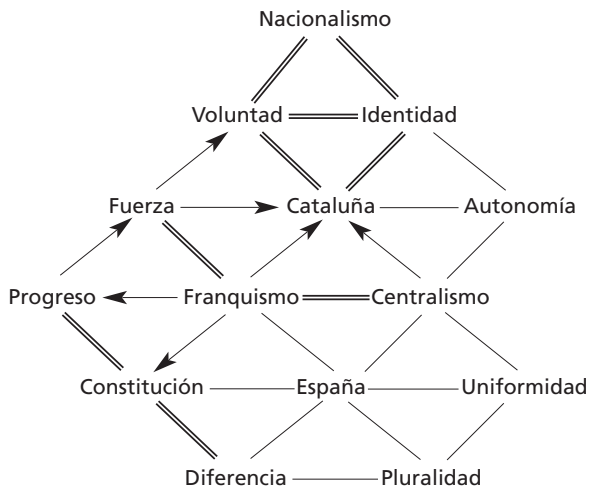 Nacionalismo
Voluntad Identidad
Fuerza Cataluña Autonomía
Progreso Franquismo Centralismo
Constitución España Uniformidad
Diferencia Pluralidad